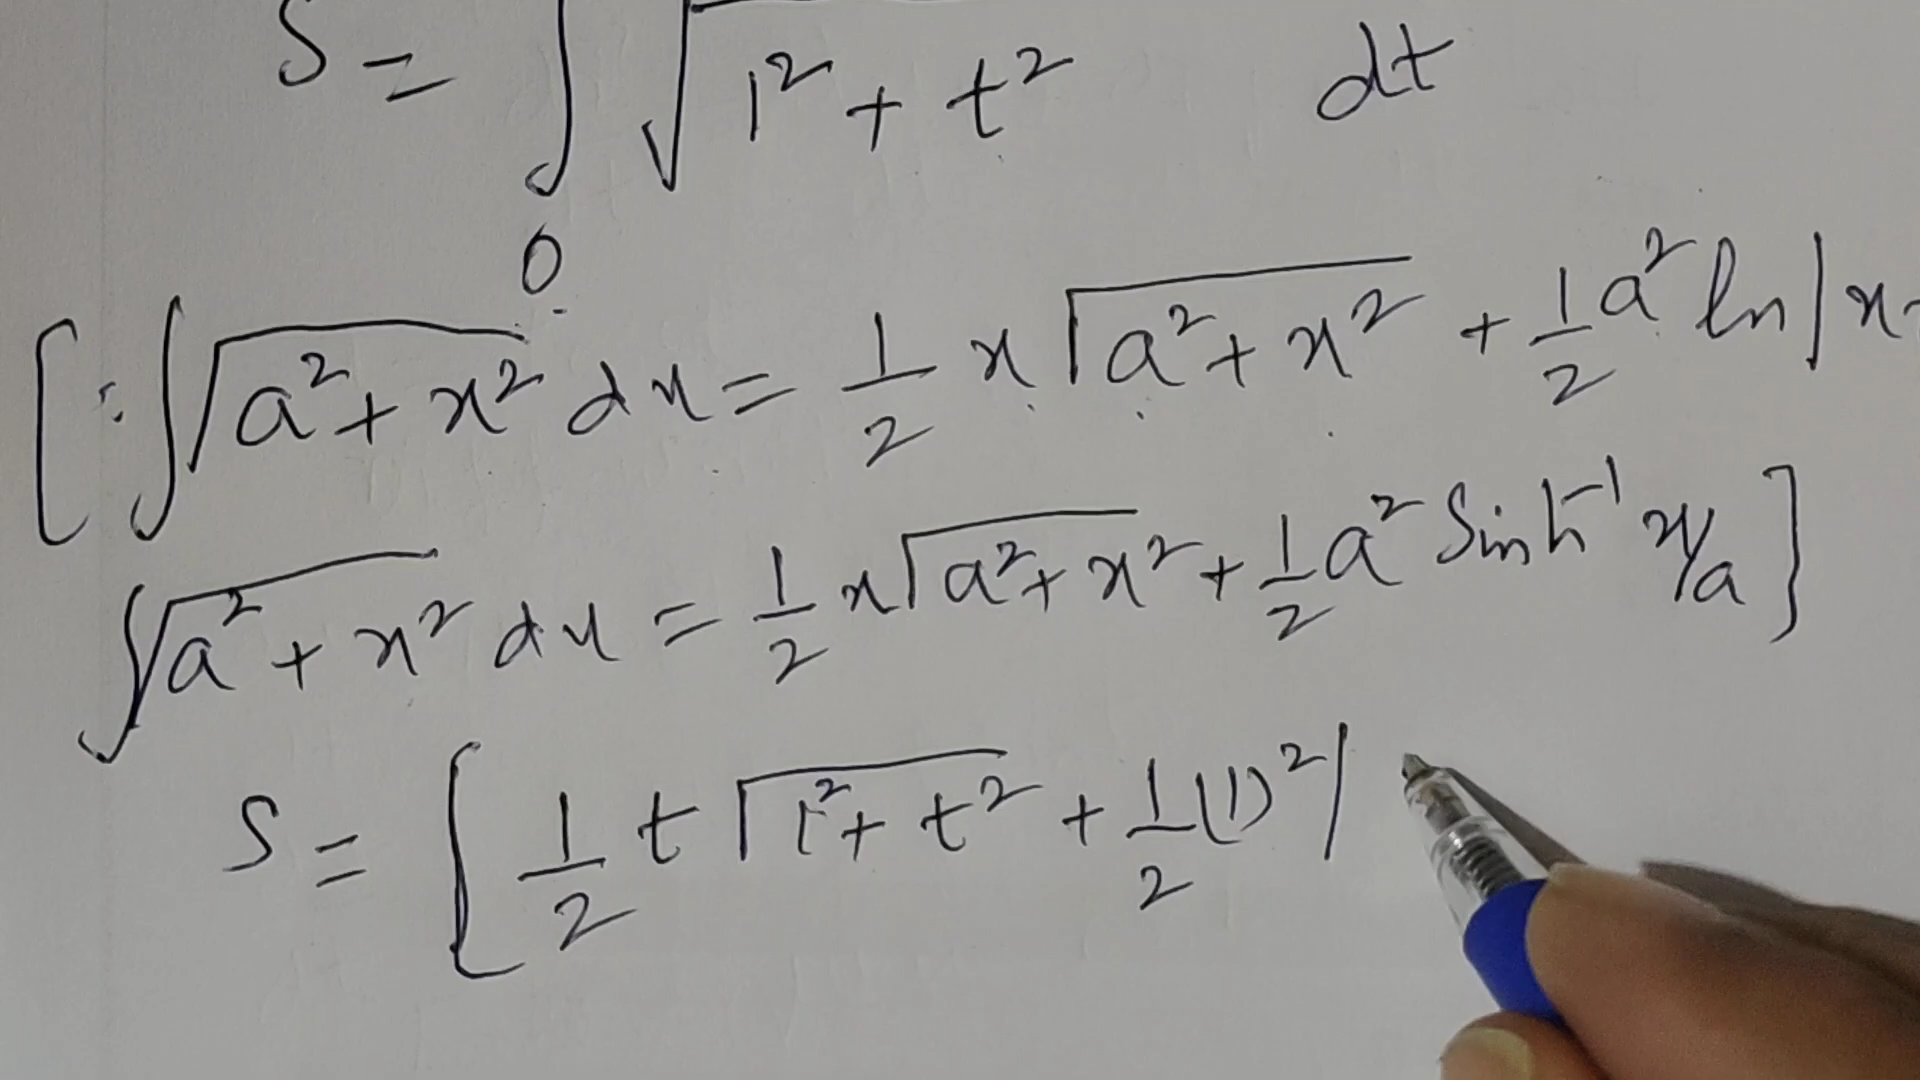 S = ∫ √1² + t² dt
0
[∵ ∫√a² + x² dx = 1/2 x √a² + x² + 1/2 a² ln |x +
∫√a² + x² dx = 1/2 x √a² + x² + 1/2 a² Sinh⁻¹ x/a ]
S = [ 1/2 t √1² + t² + 1/2 (1)² |